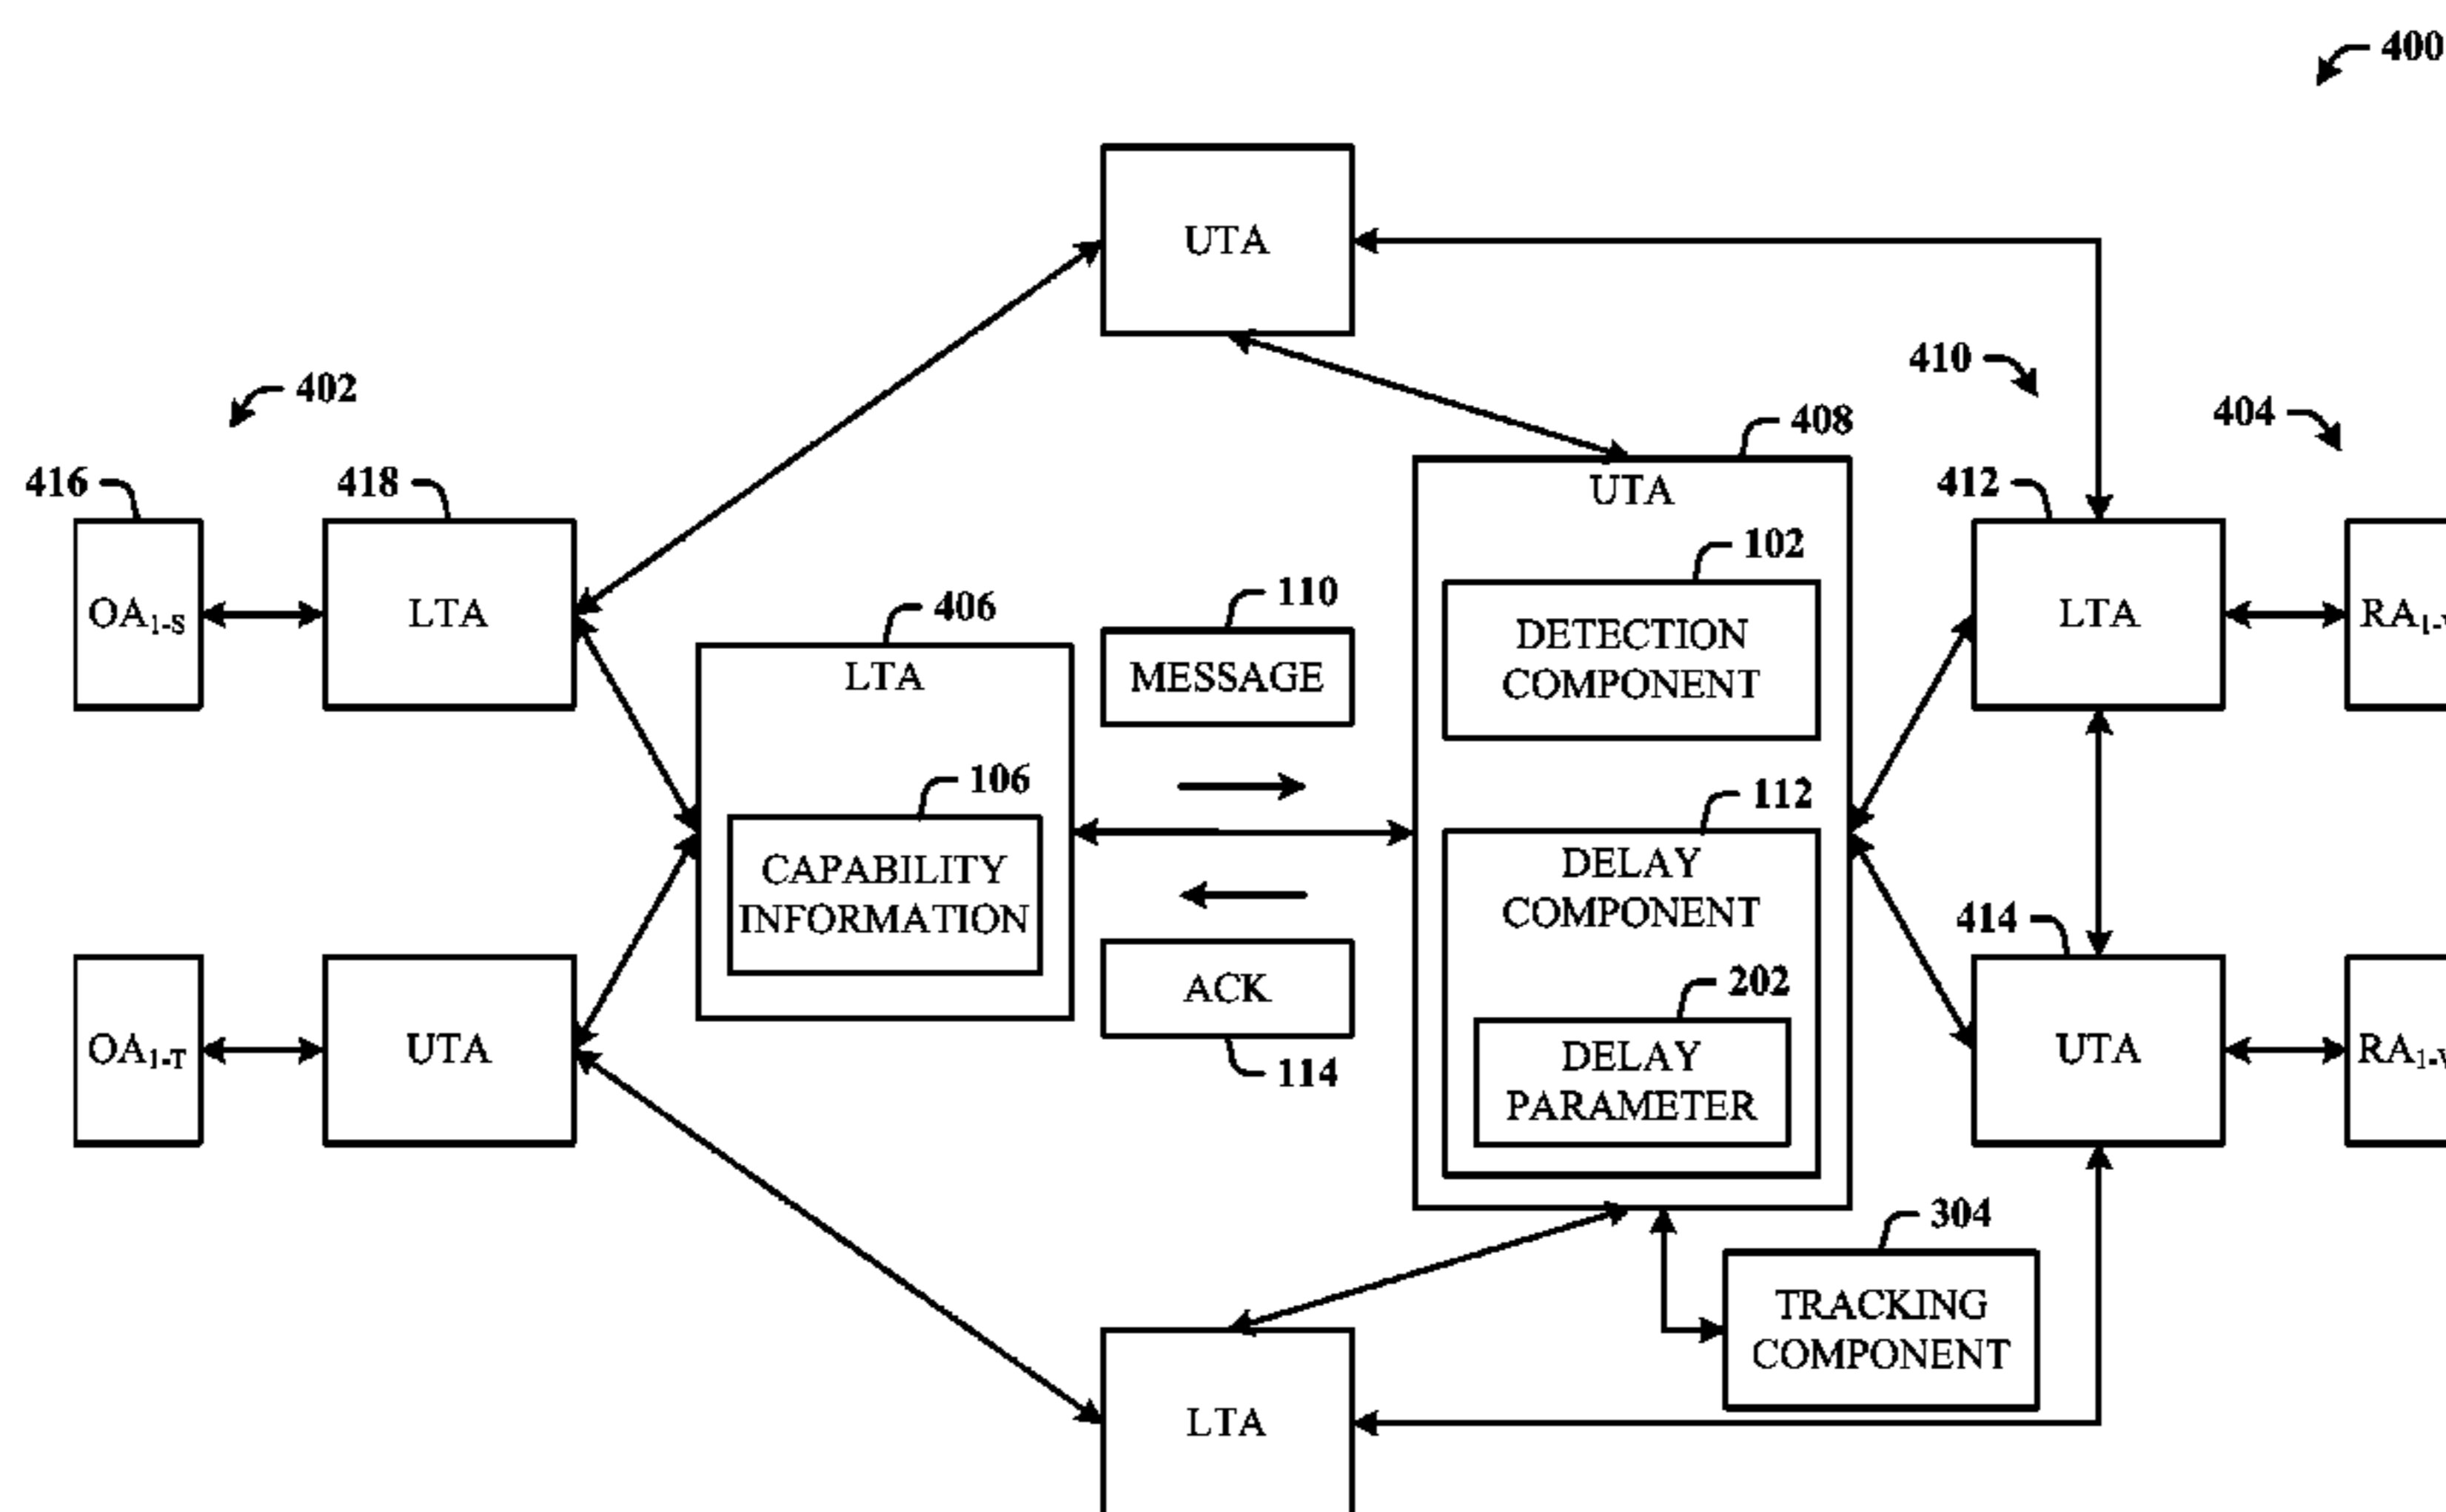 400
UTA
410
402
404
408
416
418
UTA
412
102
110
406
OA1-S
LTA
DETECTION
COMPONENT
LTA
LTA
MESSAGE
106
112
CAPABILITY
INFORMATION
DELAY
COMPONENT
414
202
ACK
OA1-T
UTA
DELAY
PARAMETER
UTA
114
304
TRACKING
COMPONENT
LTA